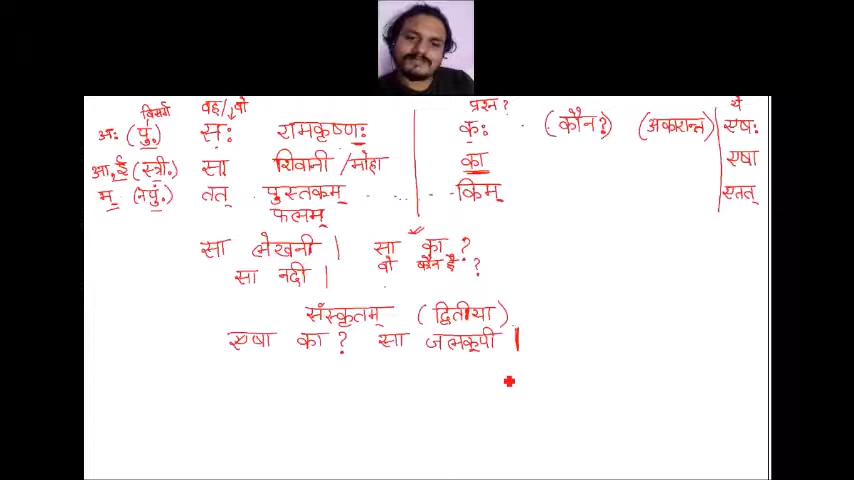 विसर्ग वह/वो प्रश्न ? ये
अः (पुं.) सः रामकृष्णः कः (कौन?) (अकारान्त) एषः
आ, ई (स्त्री.) सा शिवानी / मोहा का एषा
म् (नपुं.) तत् पुस्तकम् किम् एतत्
फलम्
सा लेखनी | सा का ?
सा नदी | वो कौन है ?
संस्कृतम् (द्वितीया)
एषा का ? सा जलकूपी |